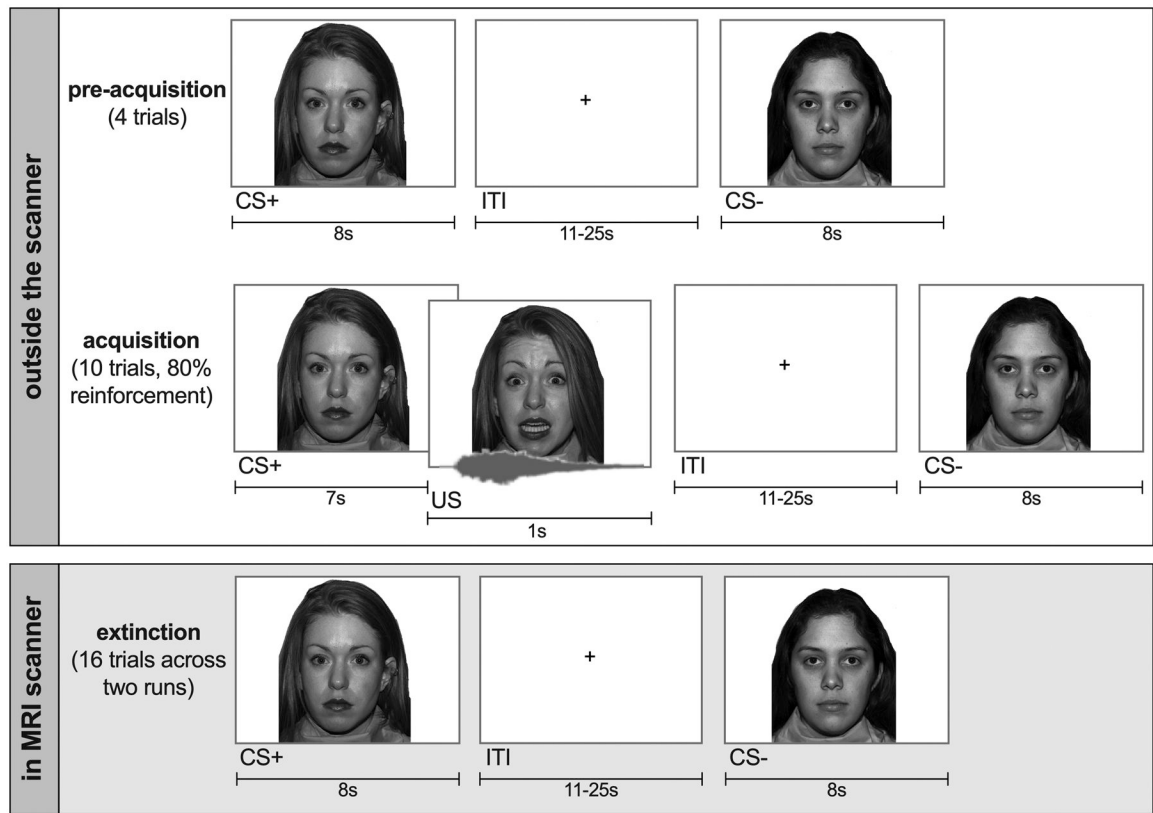 outside the scanner
pre-acquisition
(4 trials)
CS+
ITI
CS-
8s
11-25s
8s
acquisition
(10 trials, 80%
reinforcement)
CS+
US
ITI
CS-
7s
1s
11-25s
8s
in MRI scanner
extinction
(16 trials across
two runs)
CS+
ITI
CS-
8s
11-25s
8s